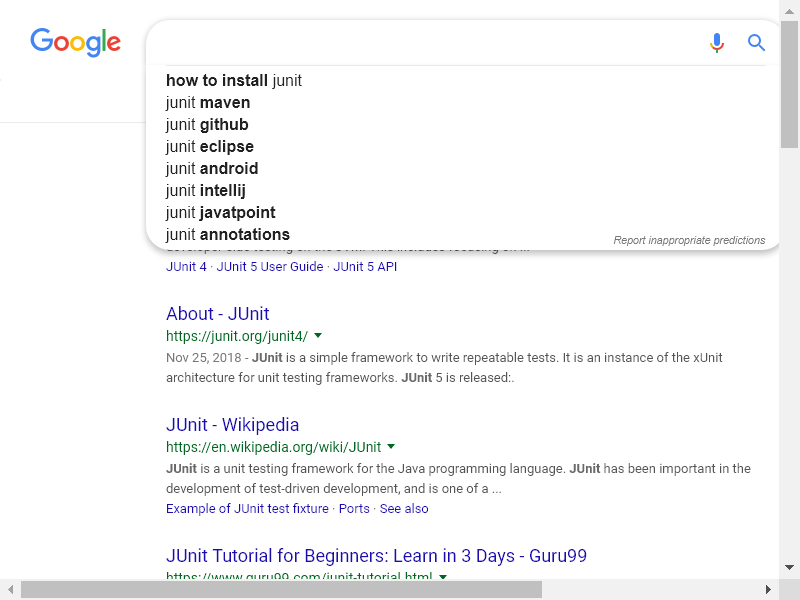 Google
how to install junit
junit maven
junit github
junit eclipse
junit android
junit intellij
junit javatpoint
junit annotations
Report inappropriate predictions
JUnit 4 · JUnit 5 User Guide · JUnit 5 API
About - JUnit
https://junit.org/junit4/
Nov 25, 2018 - JUnit is a simple framework to write repeatable tests. It is an instance of the xUnit
architecture for unit testing frameworks. JUnit 5 is released:.
JUnit - Wikipedia
https://en.wikipedia.org/wiki/JUnit
JUnit is a unit testing framework for the Java programming language. JUnit has been important in the
development of test-driven development, and is one of a ...
Example of JUnit test fixture · Ports · See also
JUnit Tutorial for Beginners: Learn in 3 Days - Guru99
https://www.guru99.com/junit-tutorial.html